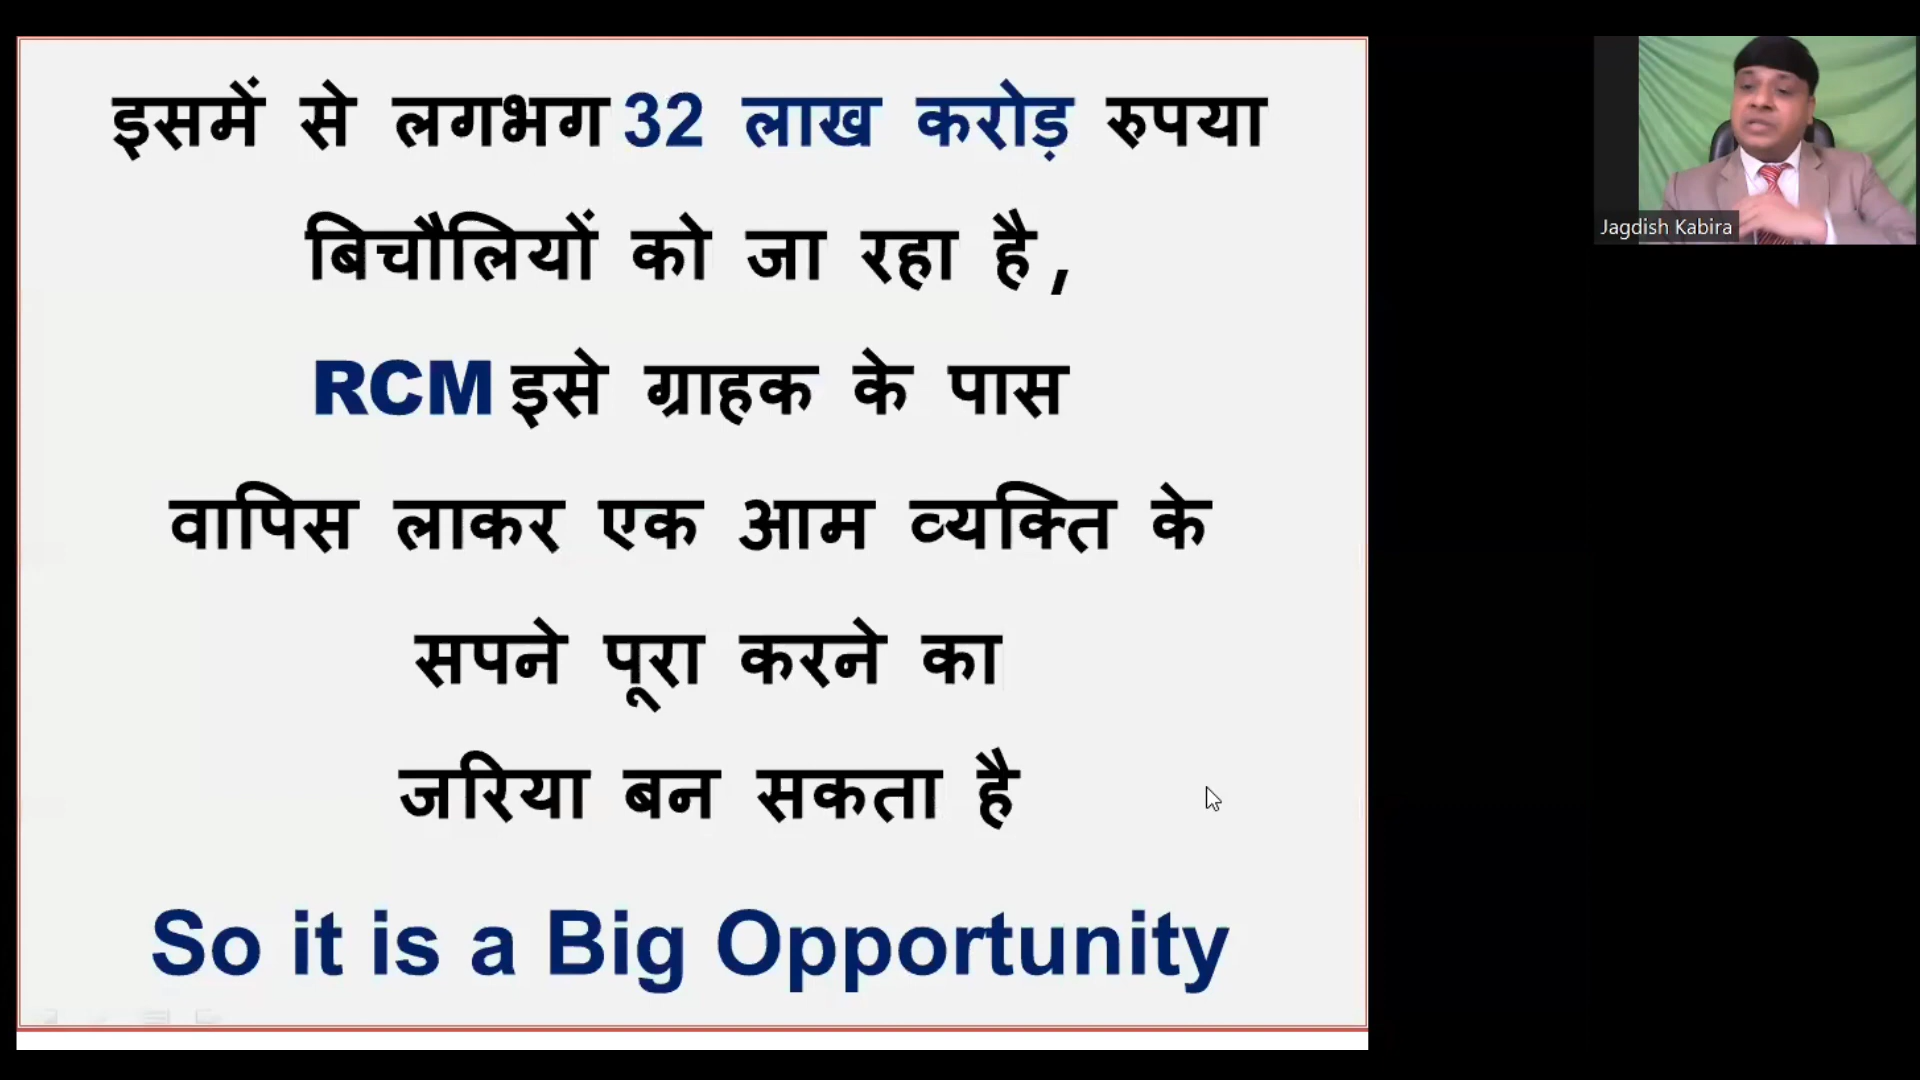 इसमें से लगभग 32 लाख करोड़ रुपया
बिचौलियों को जा रहा है,
RCM इसे ग्राहक के पास
वापिस लाकर एक आम व्यक्ति के
सपने पूरा करने का
जरिया बन सकता है
So it is a Big Opportunity
Jagdish Kabira